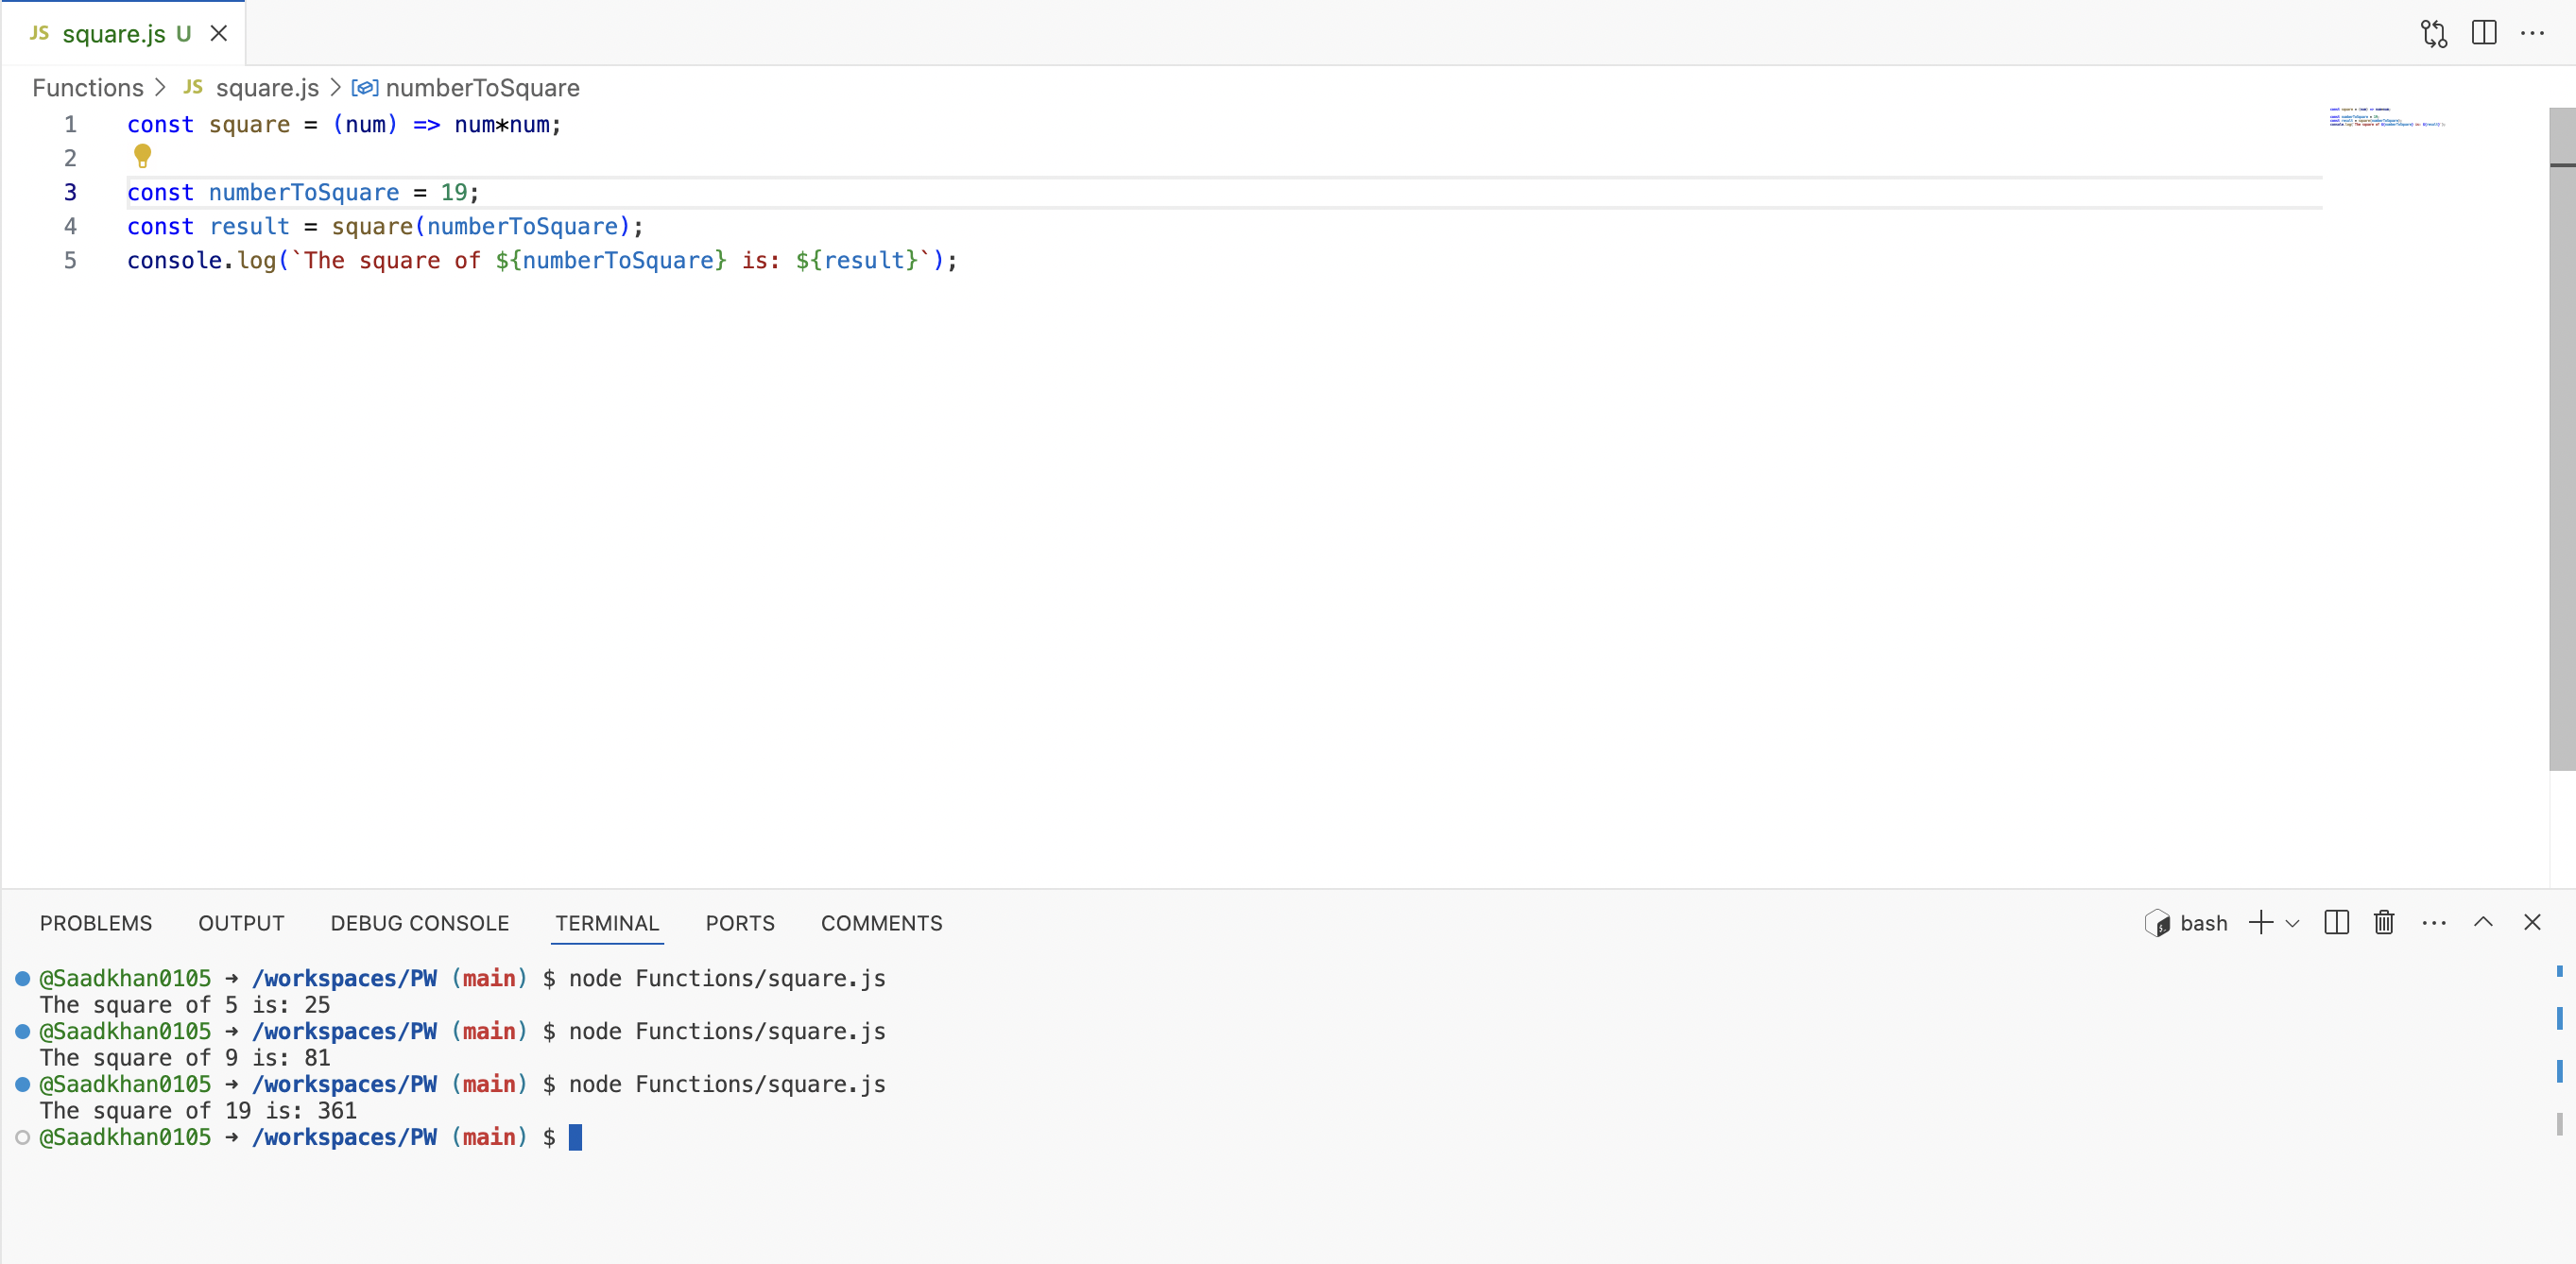 JS square.js U
Functions > JS square.js > numberToSquare
1 const square = (num) => num*num;
2
3 const numberToSquare = 19;
4 const result = square(numberToSquare);
5 console.log(`The square of ${numberToSquare} is: ${result}`);
PROBLEMS OUTPUT DEBUG CONSOLE TERMINAL PORTS COMMENTS bash
@Saadkhan0105 → /workspaces/PW (main) $ node Functions/square.js
The square of 5 is: 25
@Saadkhan0105 → /workspaces/PW (main) $ node Functions/square.js
The square of 9 is: 81
@Saadkhan0105 → /workspaces/PW (main) $ node Functions/square.js
The square of 19 is: 361
@Saadkhan0105 → /workspaces/PW (main) $